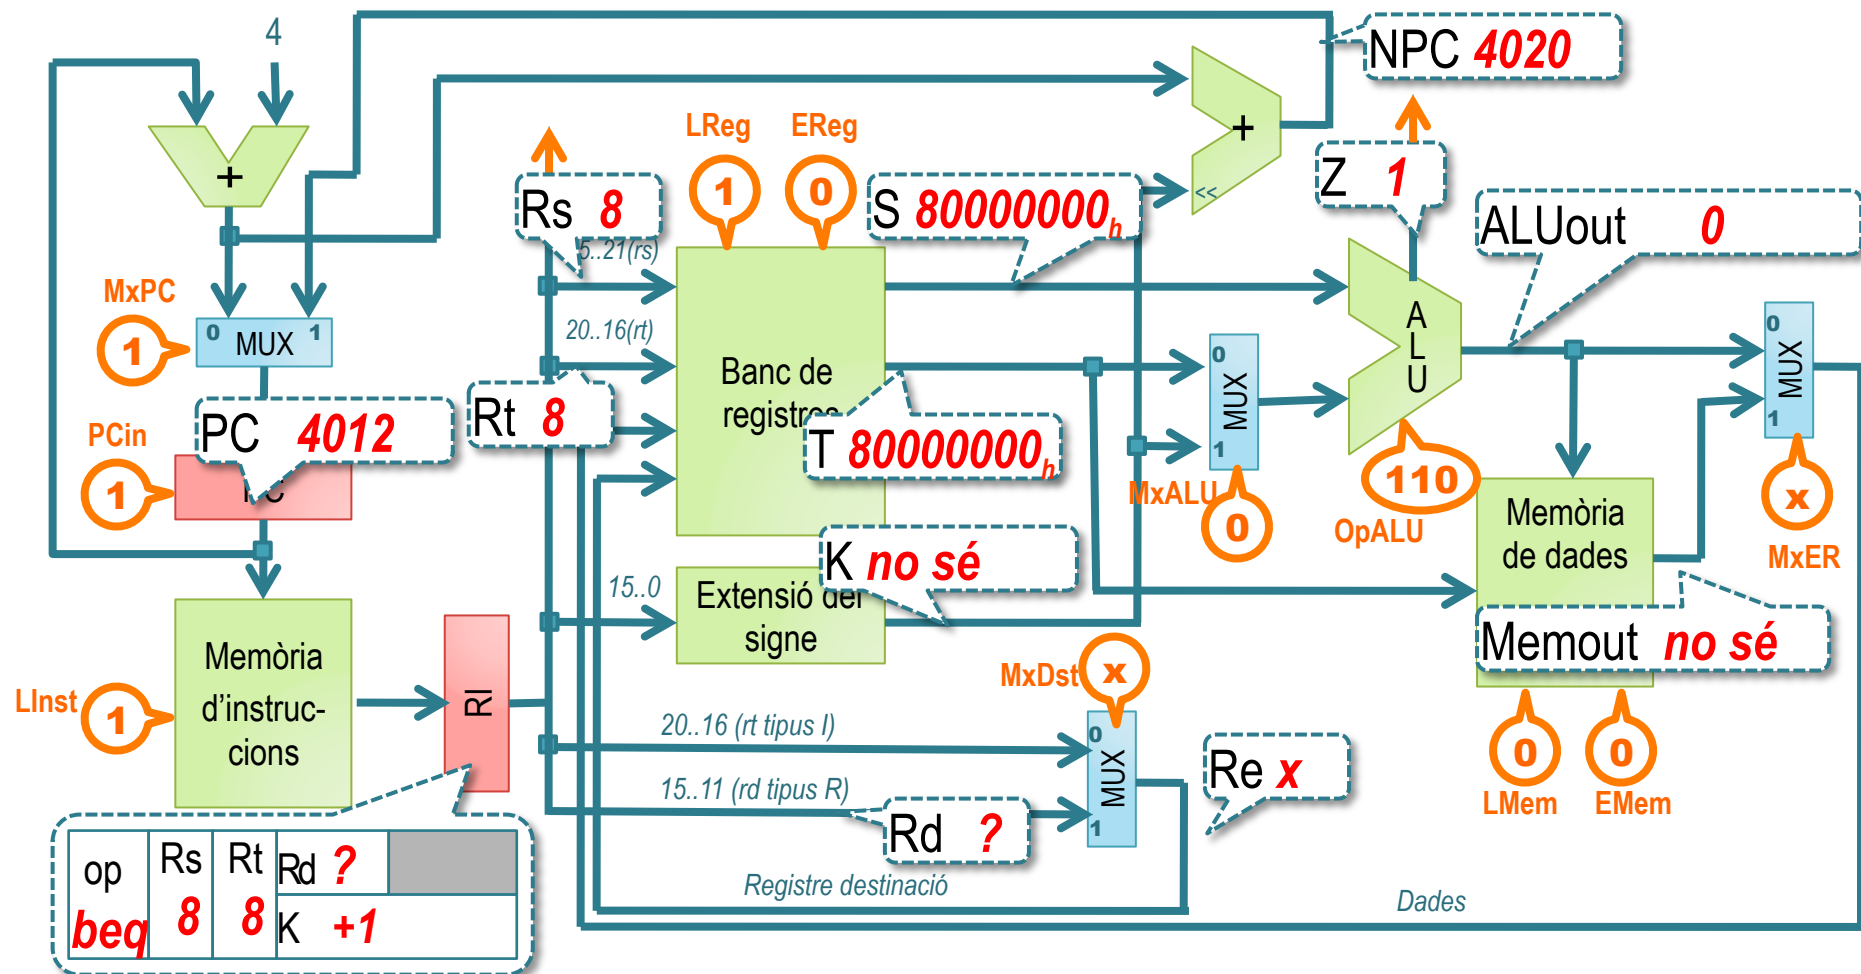 4
NPC 4020
LReg
EReg
1
0
Z 1
+
+
<<
Rs 8
S 80000000h
ALUout 0
5..21(rs)
MxPC
1
0
1
MUX
20..16(rt)
Banc de
registres
0
MUX
1
A
L
U
0
MUX
1
PC 4012
Rt 8
T 80000000h
PCin
1
MxALU
0
110
OpALU
x
MxER
Memòria
de dades
K no sé
15..0
Extensió del
signe
Memout no sé
Memòria
d'instruc-
cions
LInst
1
RI
MxDst
x
20..16 (rt tipus I)
0
MUX
1
Re x
0
0
LMem
EMem
15..11 (rd tipus R)
Rd ?
op
Rs
Rt
Rd ?
beq
8
8
K +1
Registre destinació
Dades